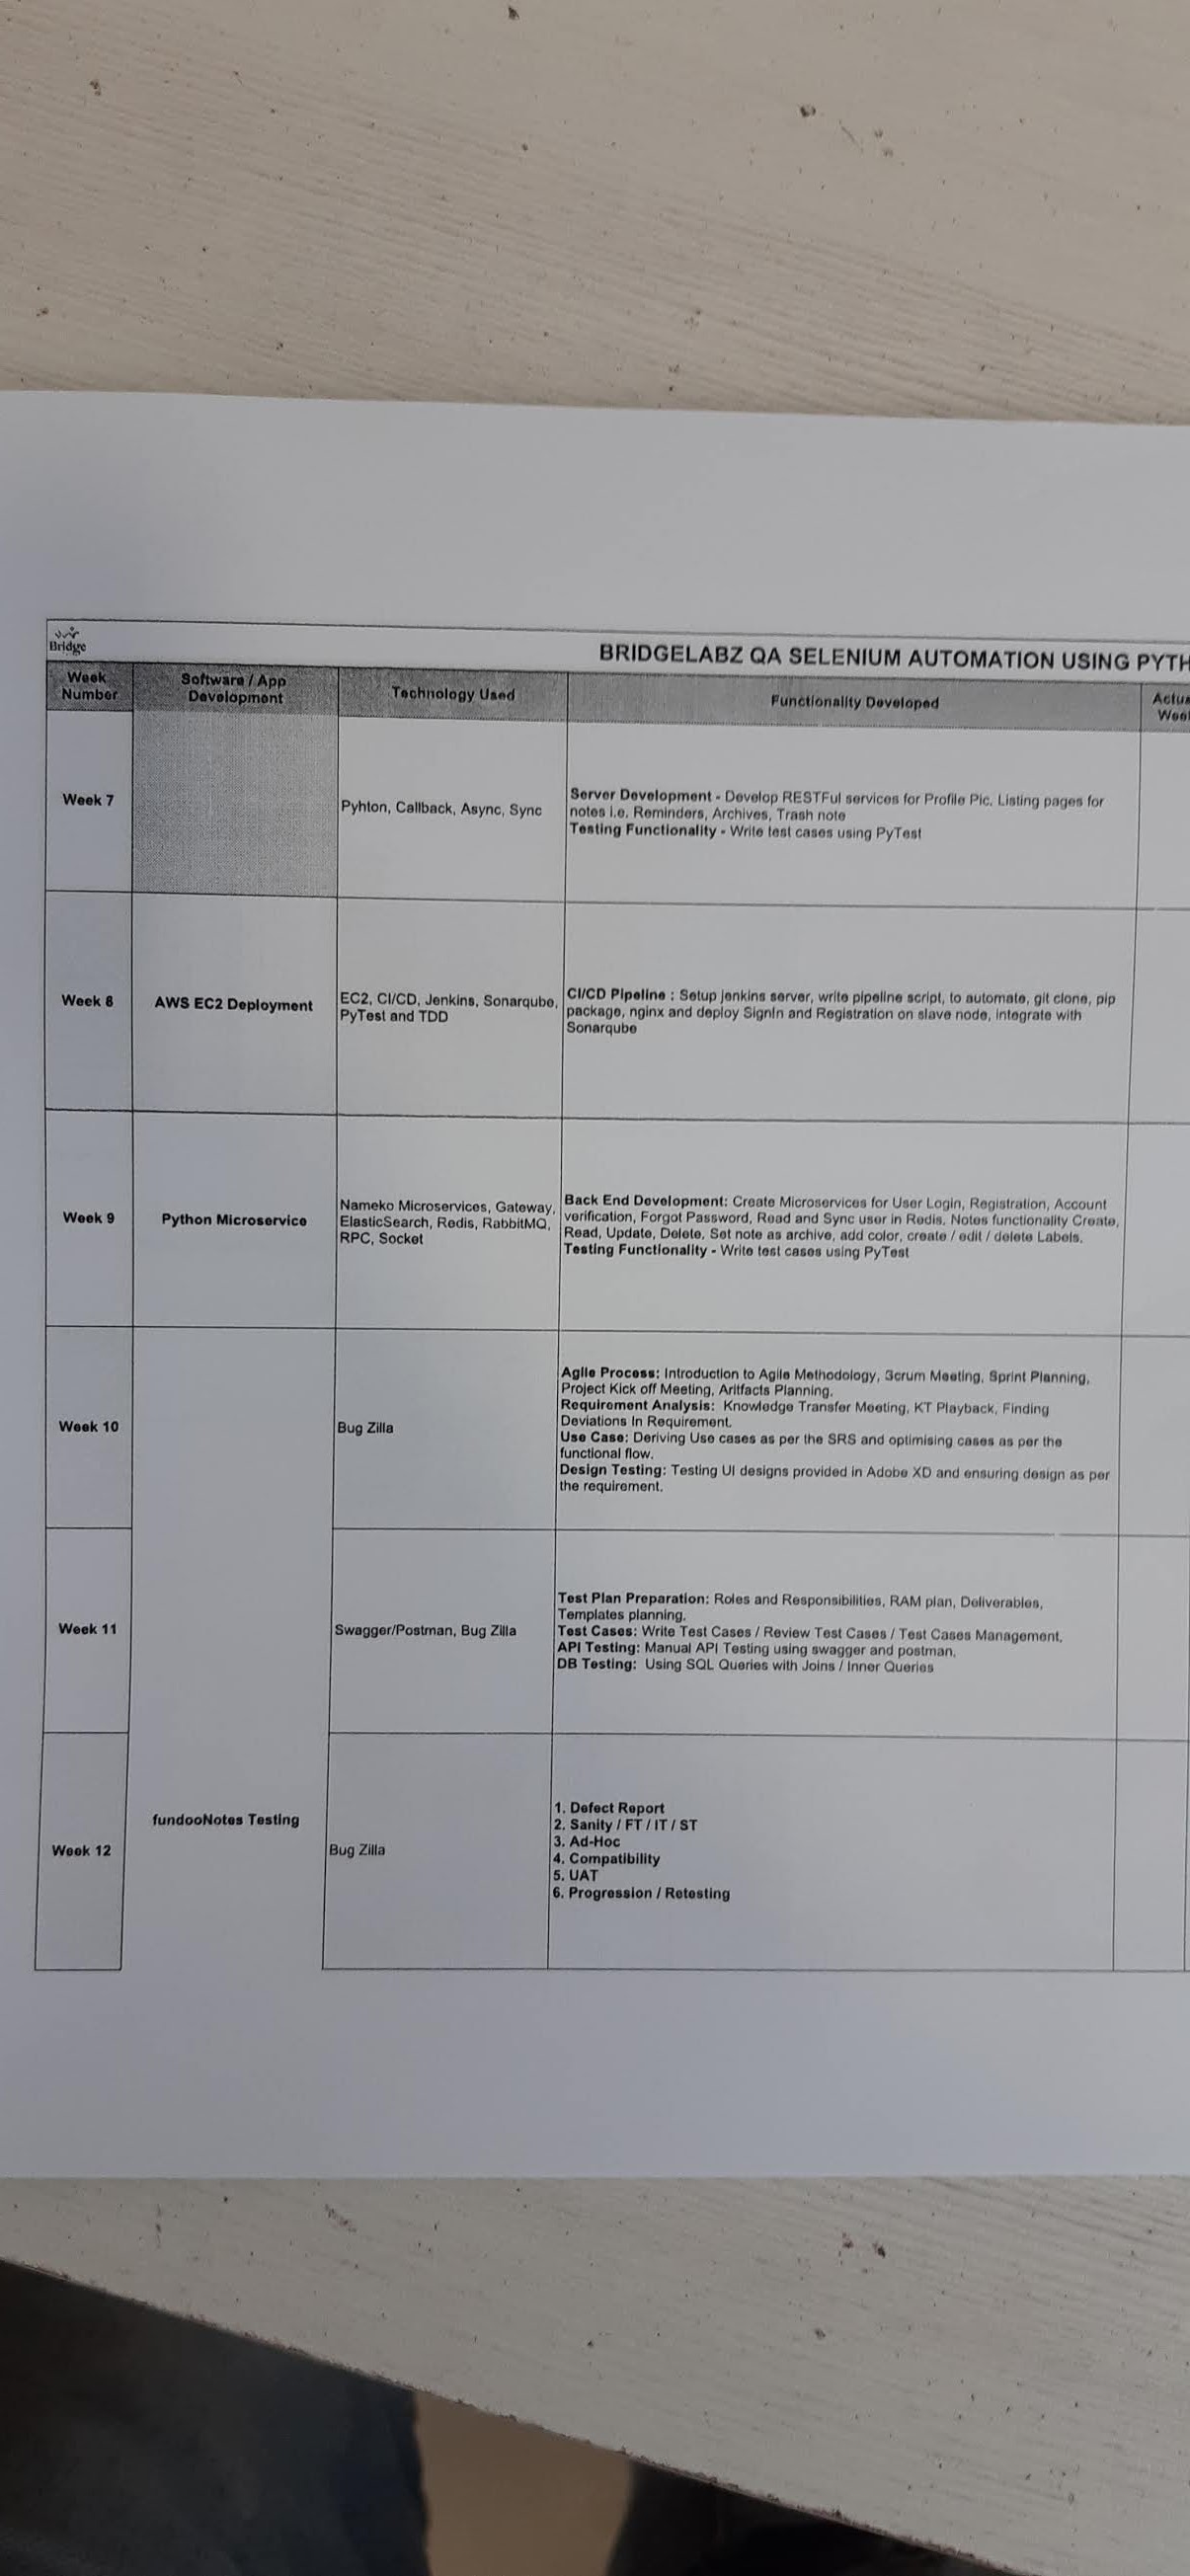 Bridge
BRIDGELABZ QA SELENIUM AUTOMATION USING PYTH
Week
Number
Software / App
Development
Technology Used
Functionality Developed
Actua
Week
Week 7
Pyhton, Callback, Async, Sync
Server Development - Develop RESTFul services for Profile Pic. Listing pages for
notes i.e. Reminders, Archives, Trash note
Testing Functionality - Write test cases using PyTest
Week 8
AWS EC2 Deployment
EC2, CI/CD, Jenkins, Sonarqube,
PyTest and TDD
CI/CD Pipeline : Setup jenkins server, write pipeline script, to automate, git clone, pip
package, nginx and deploy SignIn and Registration on slave node, integrate with
Sonarqube
Week 9
Python Microservice
Nameko Microservices, Gateway,
ElasticSearch, Redis, RabbitMQ,
RPC, Socket
Back End Development: Create Microservices for User Login, Registration, Account
verification, Forgot Password, Read and Sync user in Redis. Notes functionality Create,
Read, Update, Delete, Set note as archive, add color, create / edit / delete Labels.
Testing Functionality - Write test cases using PyTest
Week 10
Bug Zilla
Agile Process: Introduction to Agile Methodology, Scrum Meeting, Sprint Planning,
Project Kick off Meeting, Aritfacts Planning.
Requirement Analysis: Knowledge Transfer Meeting, KT Playback, Finding
Deviations In Requirement.
Use Case: Deriving Use cases as per the SRS and optimising cases as per the
functional flow.
Design Testing: Testing UI designs provided in Adobe XD and ensuring design as per
the requirement.
Week 11
Swagger/Postman, Bug Zilla
Test Plan Preparation: Roles and Responsibilities, RAM plan, Deliverables,
Templates planning.
Test Cases: Write Test Cases / Review Test Cases / Test Cases Management.
API Testing: Manual API Testing using swagger and postman,
DB Testing: Using SQL Queries with Joins / Inner Queries
fundooNotes Testing
Week 12
Bug Zilla
1. Defect Report
2. Sanity / FT / IT / ST
3. Ad-Hoc
4. Compatibility
5. UAT
6. Progression / Retesting